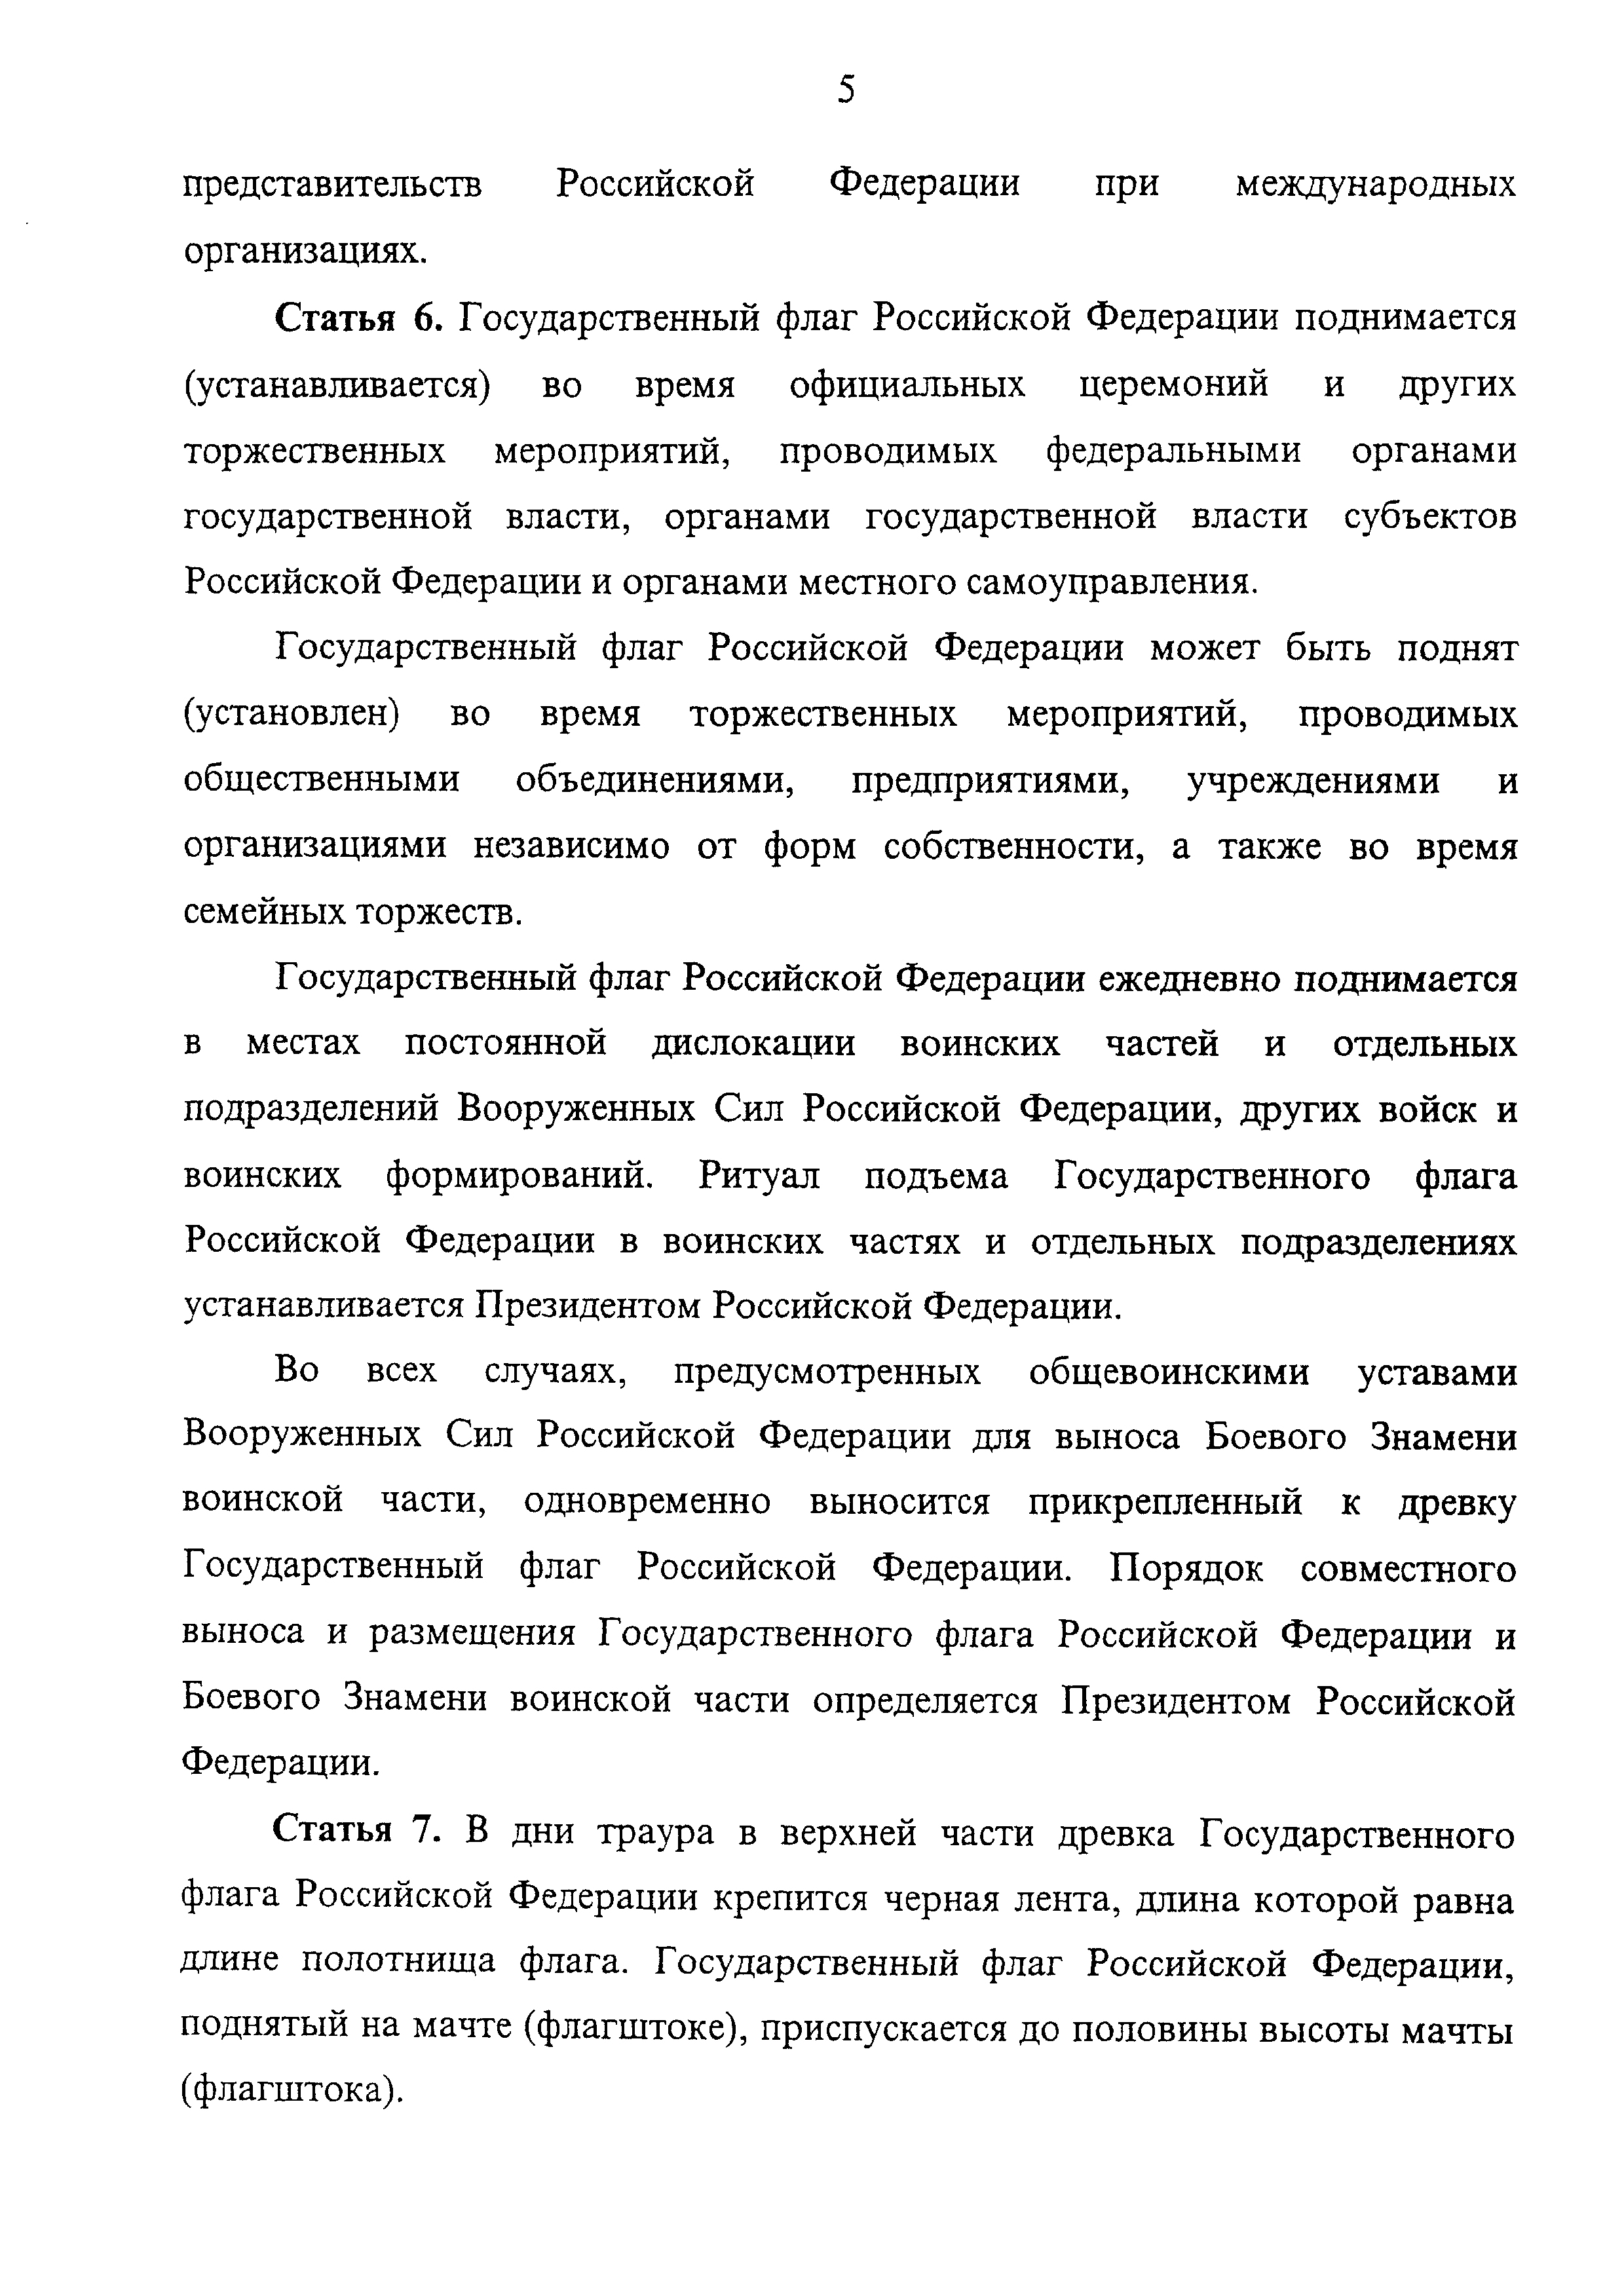 5
представительств Российской Федерации при международных
организациях.
Статья 6. Государственный флаг Российской Федерации поднимается
(устанавливается) во время официальных церемоний и других
торжественных мероприятий, проводимых федеральными органами
государственной власти, органами государственной власти субъектов
Российской Федерации и органами местного самоуправления.
Государственный флаг Российской Федерации может быть поднят
(установлен) во время торжественных мероприятий, проводимых
общественными объединениями, предприятиями, учреждениями и
организациями независимо от форм собственности, а также во время
семейных торжеств.
Государственный флаг Российской Федерации ежедневно поднимается
в местах постоянной дислокации воинских частей и отдельных
подразделений Вооруженных Сил Российской Федерации, других войск и
воинских формирований. Ритуал подъема Государственного флага
Российской Федерации в воинских частях и отдельных подразделениях
устанавливается Президентом Российской Федерации.
Во всех случаях, предусмотренных общевоинскими уставами
Вооруженных Сил Российской Федерации для выноса Боевого Знамени
воинской части, одновременно выносится прикрепленный к древку
Государственный флаг Российской Федерации. Порядок совместного
выноса и размещения Государственного флага Российской Федерации и
Боевого Знамени воинской части определяется Президентом Российской
Федерации.
Статья 7. В дни траура в верхней части древка Государственного
флага Российской Федерации крепится черная лента, длина которой равна
длине полотнища флага. Государственный флаг Российской Федерации,
поднятый на мачте (флагштоке), приспускается до половины высоты мачты
(флагштока).